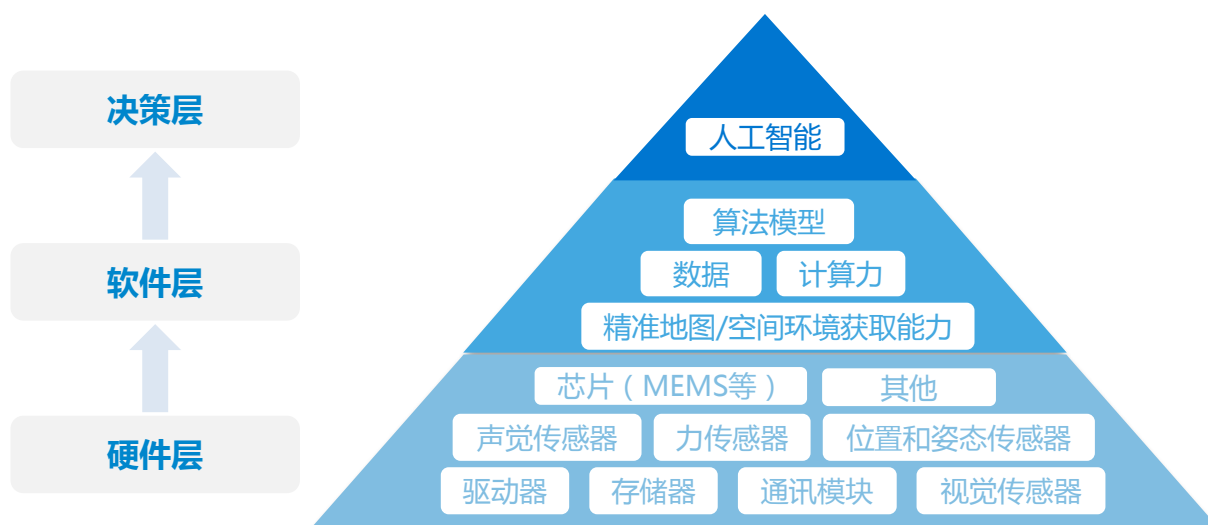 决策层
人工智能
软件层
算法模型
数据
计算力
精准地图/空间环境获取能力
硬件层
芯片（MEMS等）
其他
声觉传感器
力传感器
位置和姿态传感器
驱动器
存储器
通讯模块
视觉传感器